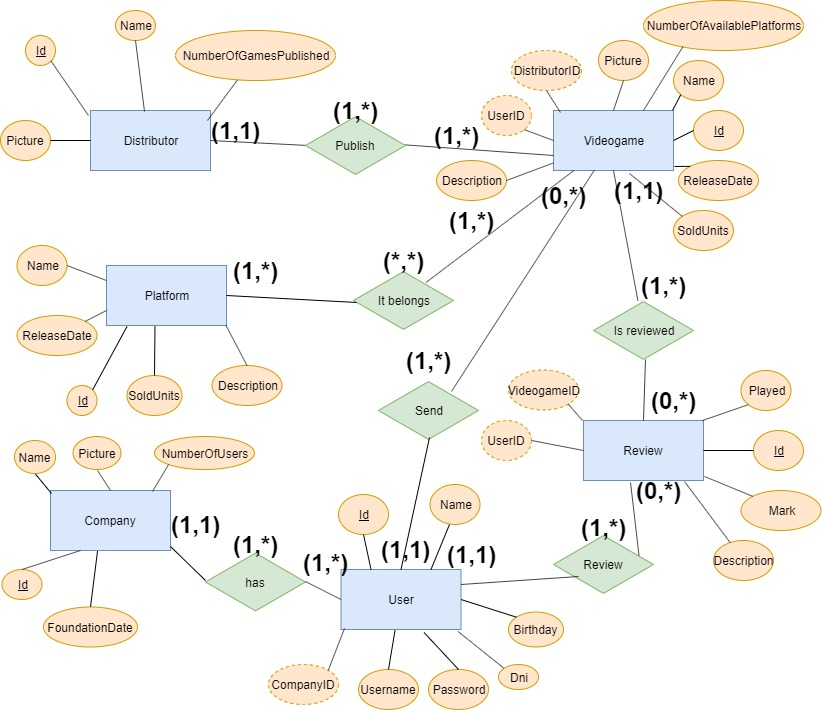 NumberOfAvailablePlatforms
Name
Id
NumberOfGamesPublished
Picture
DistributorID
Name
(1,*)
UserID
Id
(1,1)
(1,*)
Picture
Distributor
Publish
Videogame
Description
ReleaseDate
(0,*)
(1,1)
(1,*)
SoldUnits
Name
(1,*)
(*,*)
Platform
It belongs
(1,*)
ReleaseDate
Is reviewed
(1,*)
Id
SoldUnits
Description
VideogameID
Played
Send
(0,*)
UserID
Review
Id
Name
Picture
NumberOfUsers
(0,*)
Mark
Company
(1,1)
Id
Name
(1,*)
(1,*)
(1,*)
(1,1)
(1,1)
Description
Review
Id
has
User
FoundationDate
Birthday
CompanyID
Username
Password
Dni